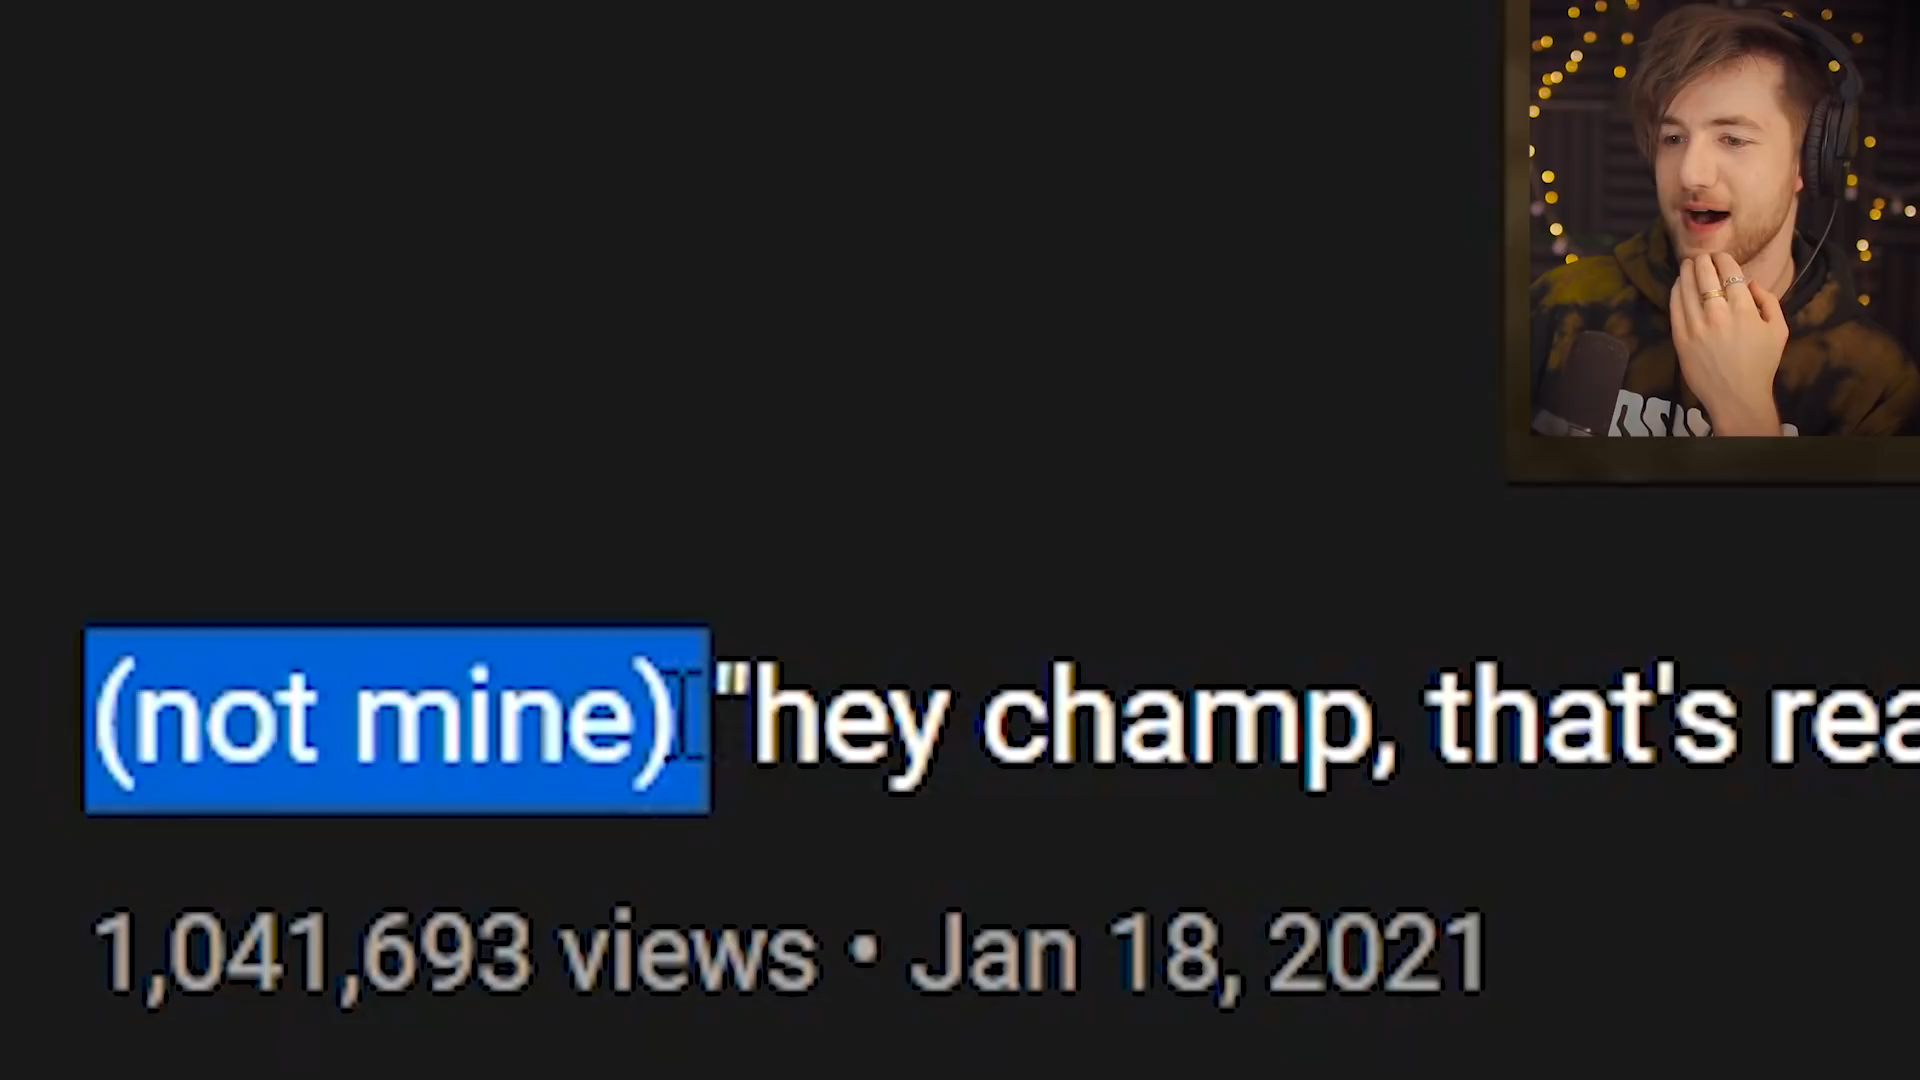 (not mine) "hey champ, that's rea
1,041,693 views • Jan 18, 2021